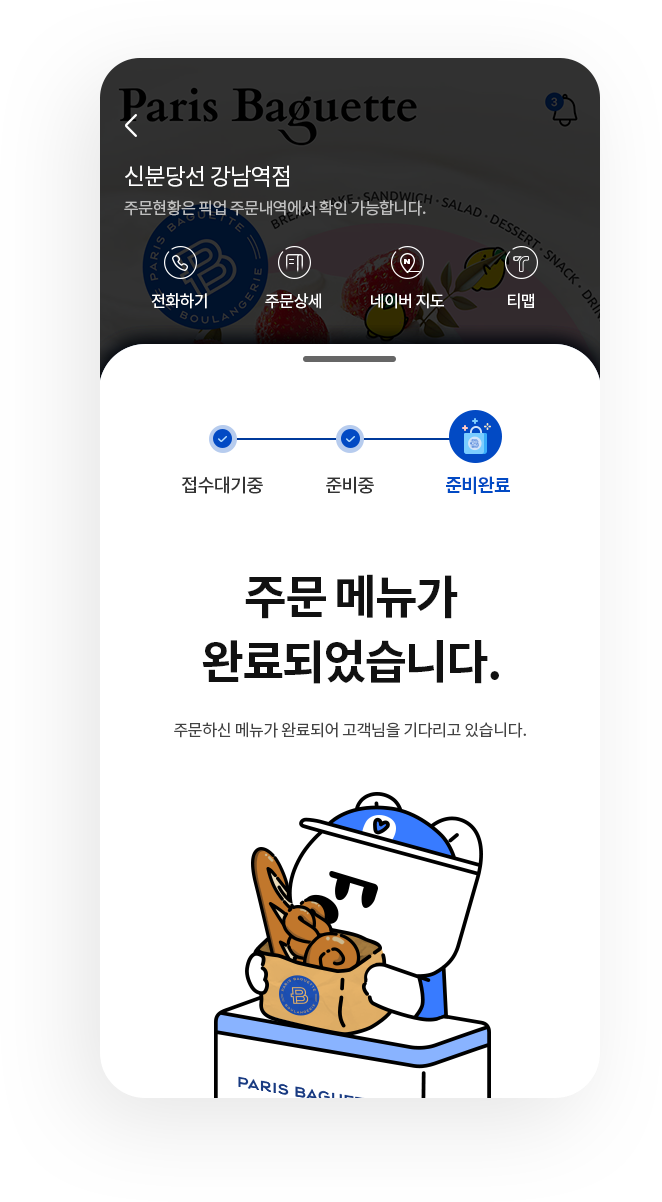 Paris Baguette
3
신분당선 강남역점
주문현황은 픽업 주문내역에서 확인 가능합니다.
BREAD · CAKE · SANDWICH · SALAD · DESSERT · SNACK · DRIN
PARIS BAGUETTE
B
BOULANGERIE
전화하기
주문상세
네이버 지도
티맵
접수대기중
준비중
준비완료
주문 메뉴가
완료되었습니다.
주문하신 메뉴가 완료되어 고객님을 기다리고 있습니다.
PARIS BAGUETTE
B
BOULANGERIE
PARIS BAGUET